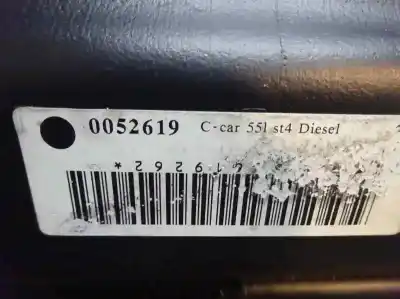 0052619 C-car 55l st4 Diesel